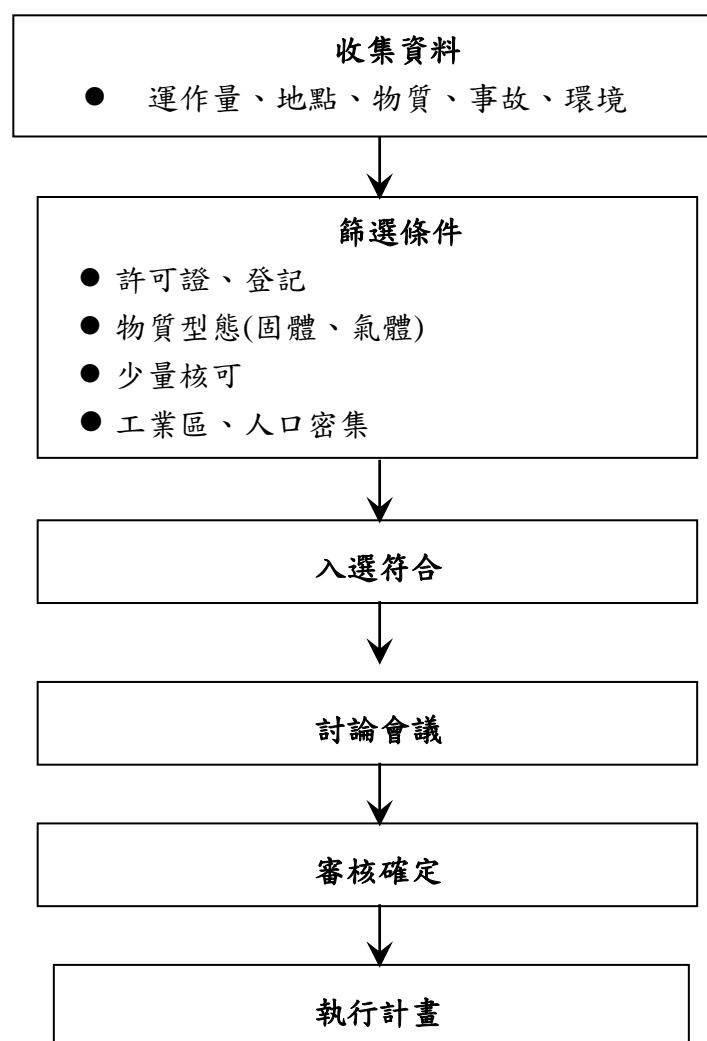 收集資料
● 運作量、地點、物質、事故、環境
篩選條件
● 許可證、登記
● 物質型態(固體、氣體)
● 少量核可
● 工業區、人口密集
入選符合
討論會議
審核確定
執行計畫